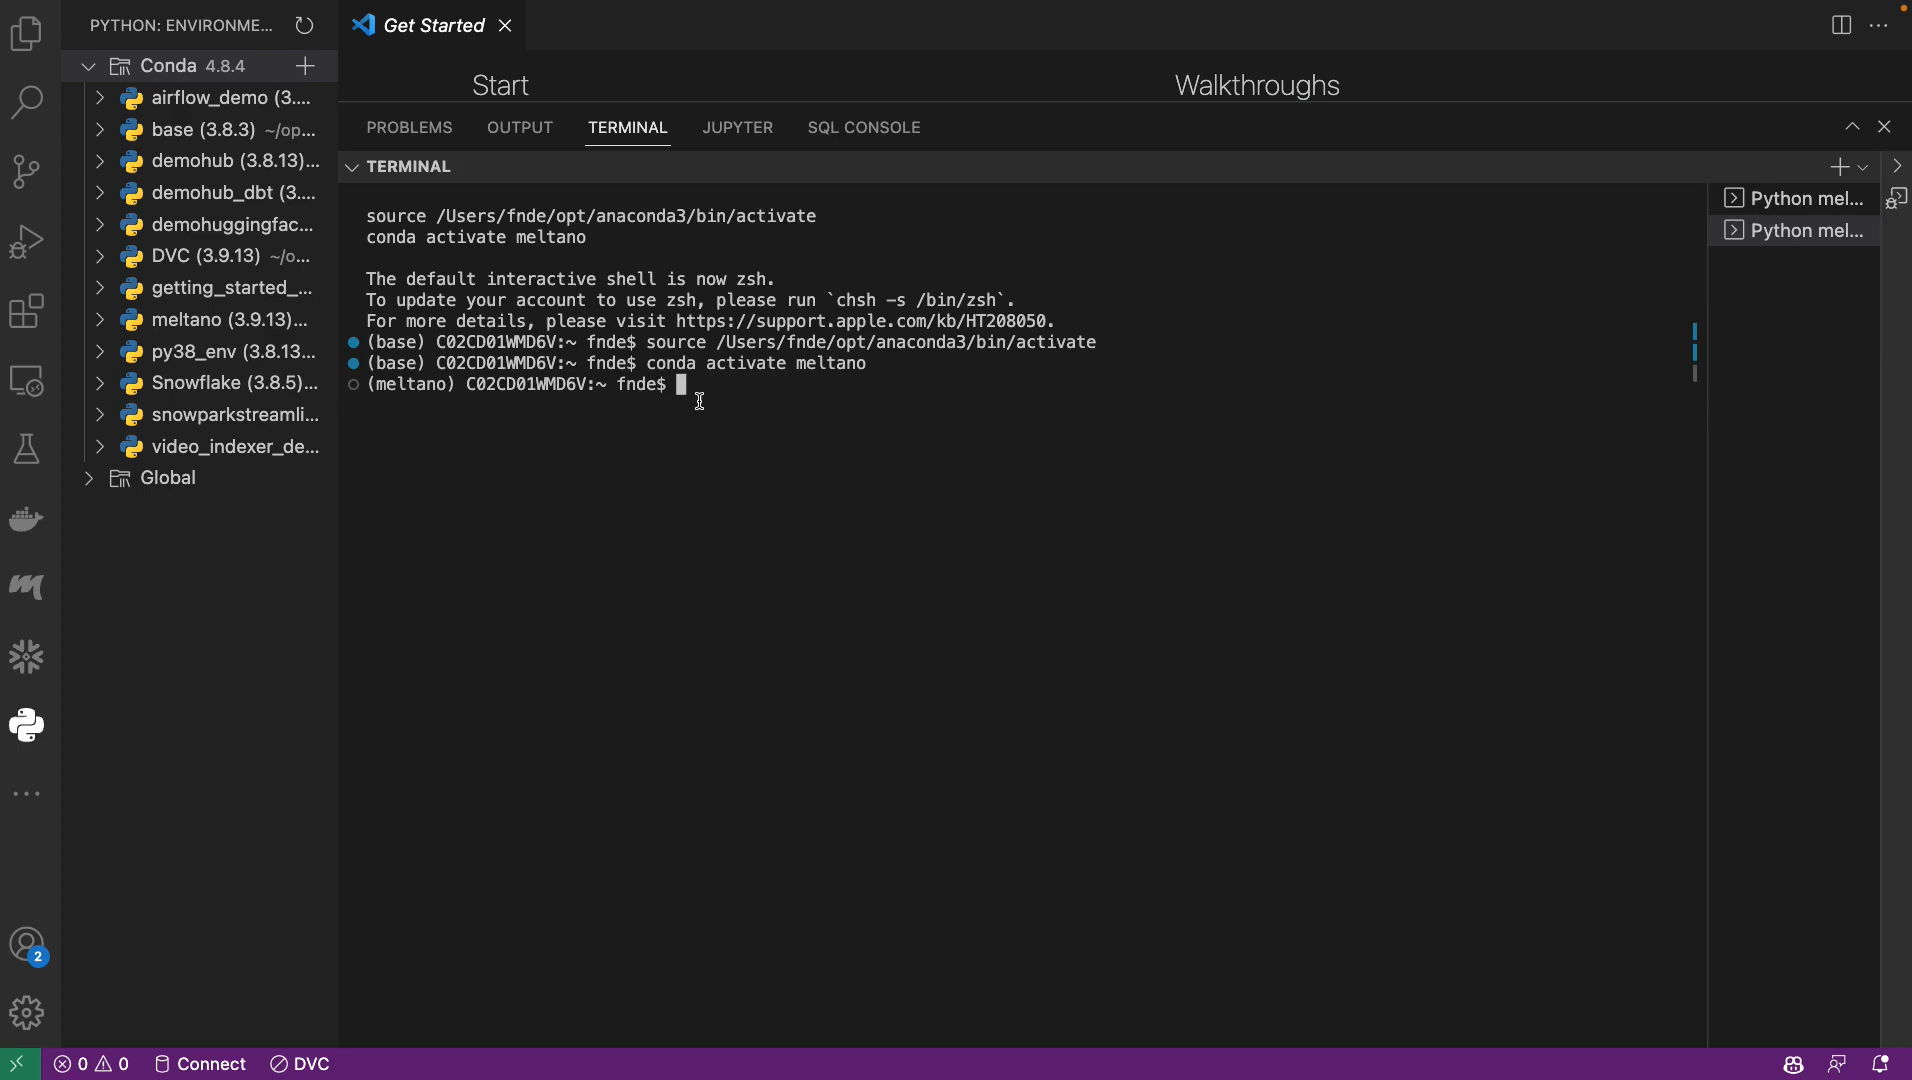 PYTHON: ENVIRONME...
Conda 4.8.4
airflow_demo (3....
base (3.8.3) ~/op...
demohub (3.8.13)...
demohub_dbt (3....
demohuggingfac...
DVC (3.9.13) ~/o...
getting_started_...
meltano (3.9.13)...
py38_env (3.8.13...
Snowflake (3.8.5)...
snowparkstreamli...
video_indexer_de...
Global
Get Started
Start
Walkthroughs
PROBLEMS OUTPUT TERMINAL JUPYTER SQL CONSOLE
TERMINAL
source /Users/fnde/opt/anaconda3/bin/activate
conda activate meltano
The default interactive shell is now zsh.
To update your account to use zsh, please run `chsh -s /bin/zsh`.
For more details, please visit https://support.apple.com/kb/HT208050.
(base) C02CD01WMD6V:~ fnde$ source /Users/fnde/opt/anaconda3/bin/activate
(base) C02CD01WMD6V:~ fnde$ conda activate meltano
(meltano) C02CD01WMD6V:~ fnde$
Python mel...
Python mel...
2
0 0 Connect DVC